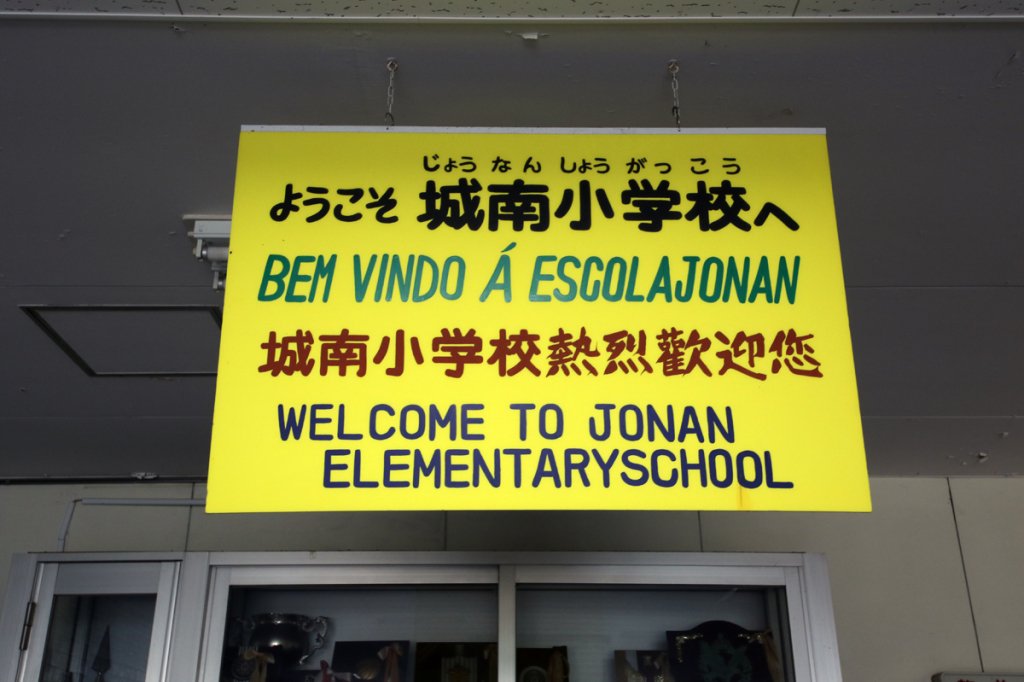 じょう なん しょう がっ こう
ようこそ 城南小学校へ
BEM VINDO Á ESCOLAJONAN
城南小学校熱烈歡迎您
WELCOME TO JONAN
ELEMENTARYSCHOOL